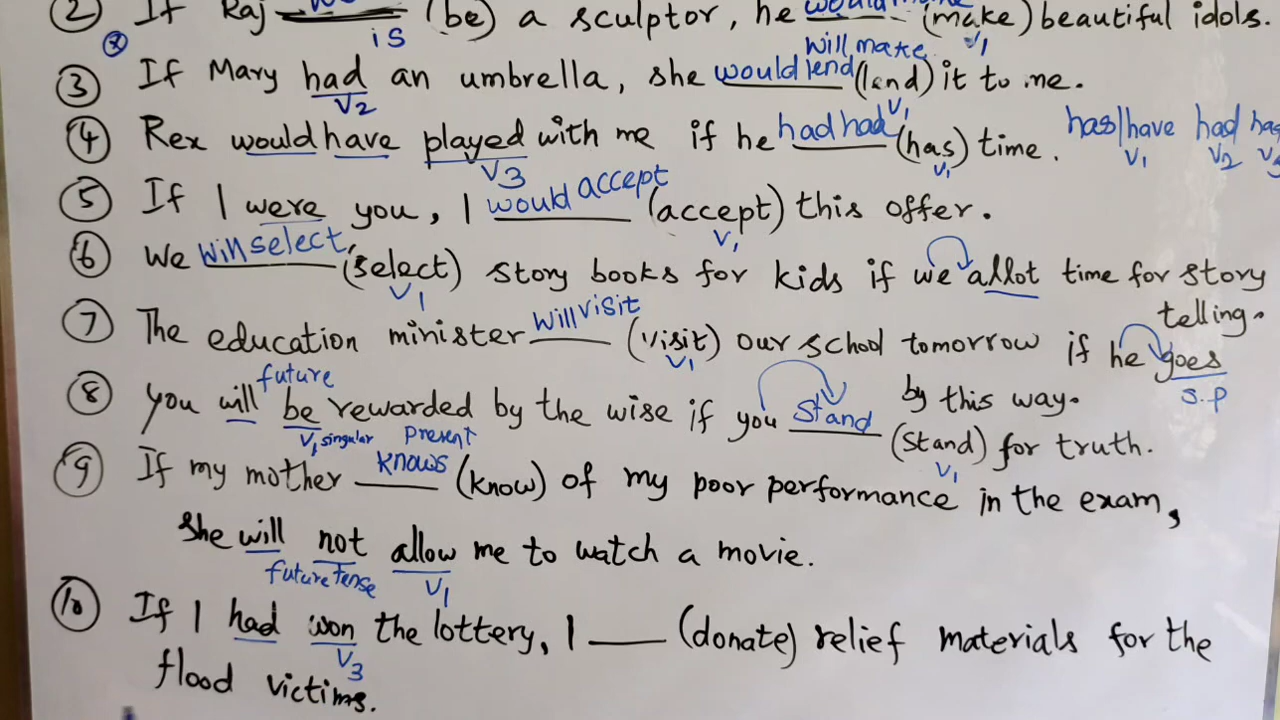 ② If Raj is (be) a sculptor, he (make) beautiful idols.
will make V1
③ If Mary had an umbrella, she would lend (lend) it to me.
V2 V1
④ Rex would have played with me if he had had (has) time. has/have had has
V3 V1 V1 V2 V3
⑤ If I were you, I would accept (accept) this offer.
V1
⑥ We will select (select) story books for kids if we allot time for story telling.
V1
⑦ The education minister will visit (visit) our school tomorrow if he goes by this way.
V1 S.P
future
⑧ You will be rewarded by the wise if you stand (stand) for truth.
V1 singular present V1
⑨ If my mother knows (know) of my poor performance in the exam,
She will not allow me to watch a movie.
future tense V1
⑩ If I had won the lottery, I ____ (donate) relief materials for the
V3
flood victims.